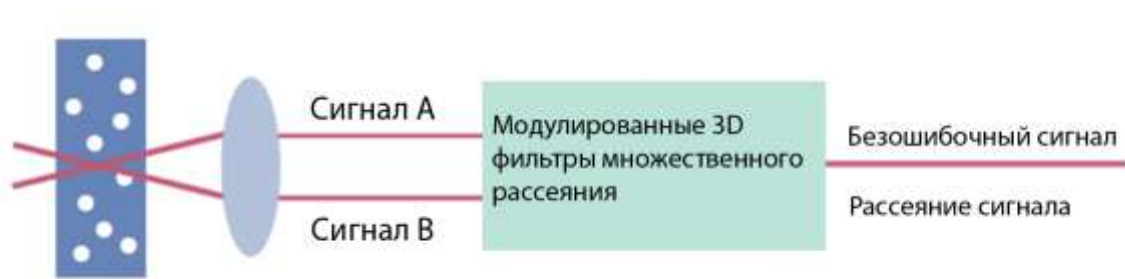 Сигнал А
Модулированные 3D
фильтры множественного
рассеяния
Безошибочный сигнал
Рассеяние сигнала
Сигнал В